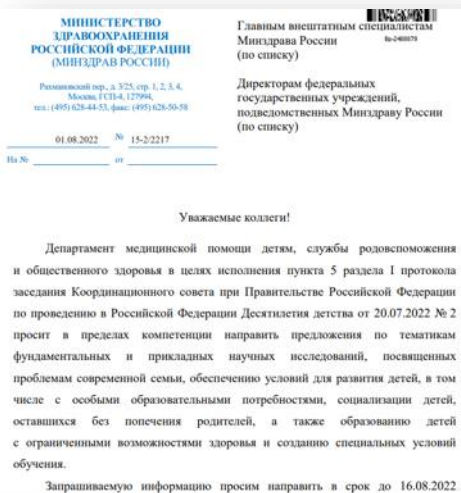 МИНИСТЕРСТВО
ЗДРАВООХРАНЕНИЯ
РОССИЙСКОЙ ФЕДЕРАЦИИ
(МИНЗДРАВ РОССИИ)
Рахмановский пер., д. 3/25, стр. 1, 2, 3, 4,
Москва, ГСП-4, 127994,
тел.: (495) 628-44-53, факс: (495) 628-50-58
01.08.2022 № 15-2/2217
На № от
Главным внештатным специалистам
Минздрава России
(по списку)
Директорам федеральных
государственных учреждений,
подведомственных Минздраву России
(по списку)
Уважаемые коллеги!
Департамент медицинской помощи детям, службы родовспоможения
и общественного здоровья в целях исполнения пункта 5 раздела I протокола
заседания Координационного совета при Правительстве Российской Федерации
по проведению в Российской Федерации Десятилетия детства от 20.07.2022 № 2
просит в пределах компетенции направить предложения по тематикам
фундаментальных и прикладных научных исследований, посвященных
проблемам современной семьи, обеспечению условий для развития детей, в том
числе с особыми образовательными потребностями, социализации детей,
оставшихся без попечения родителей, а также образованию детей
с ограниченными возможностями здоровья и созданию специальных условий
обучения.
Запрашиваемую информацию просим направить в срок до 16.08.2022